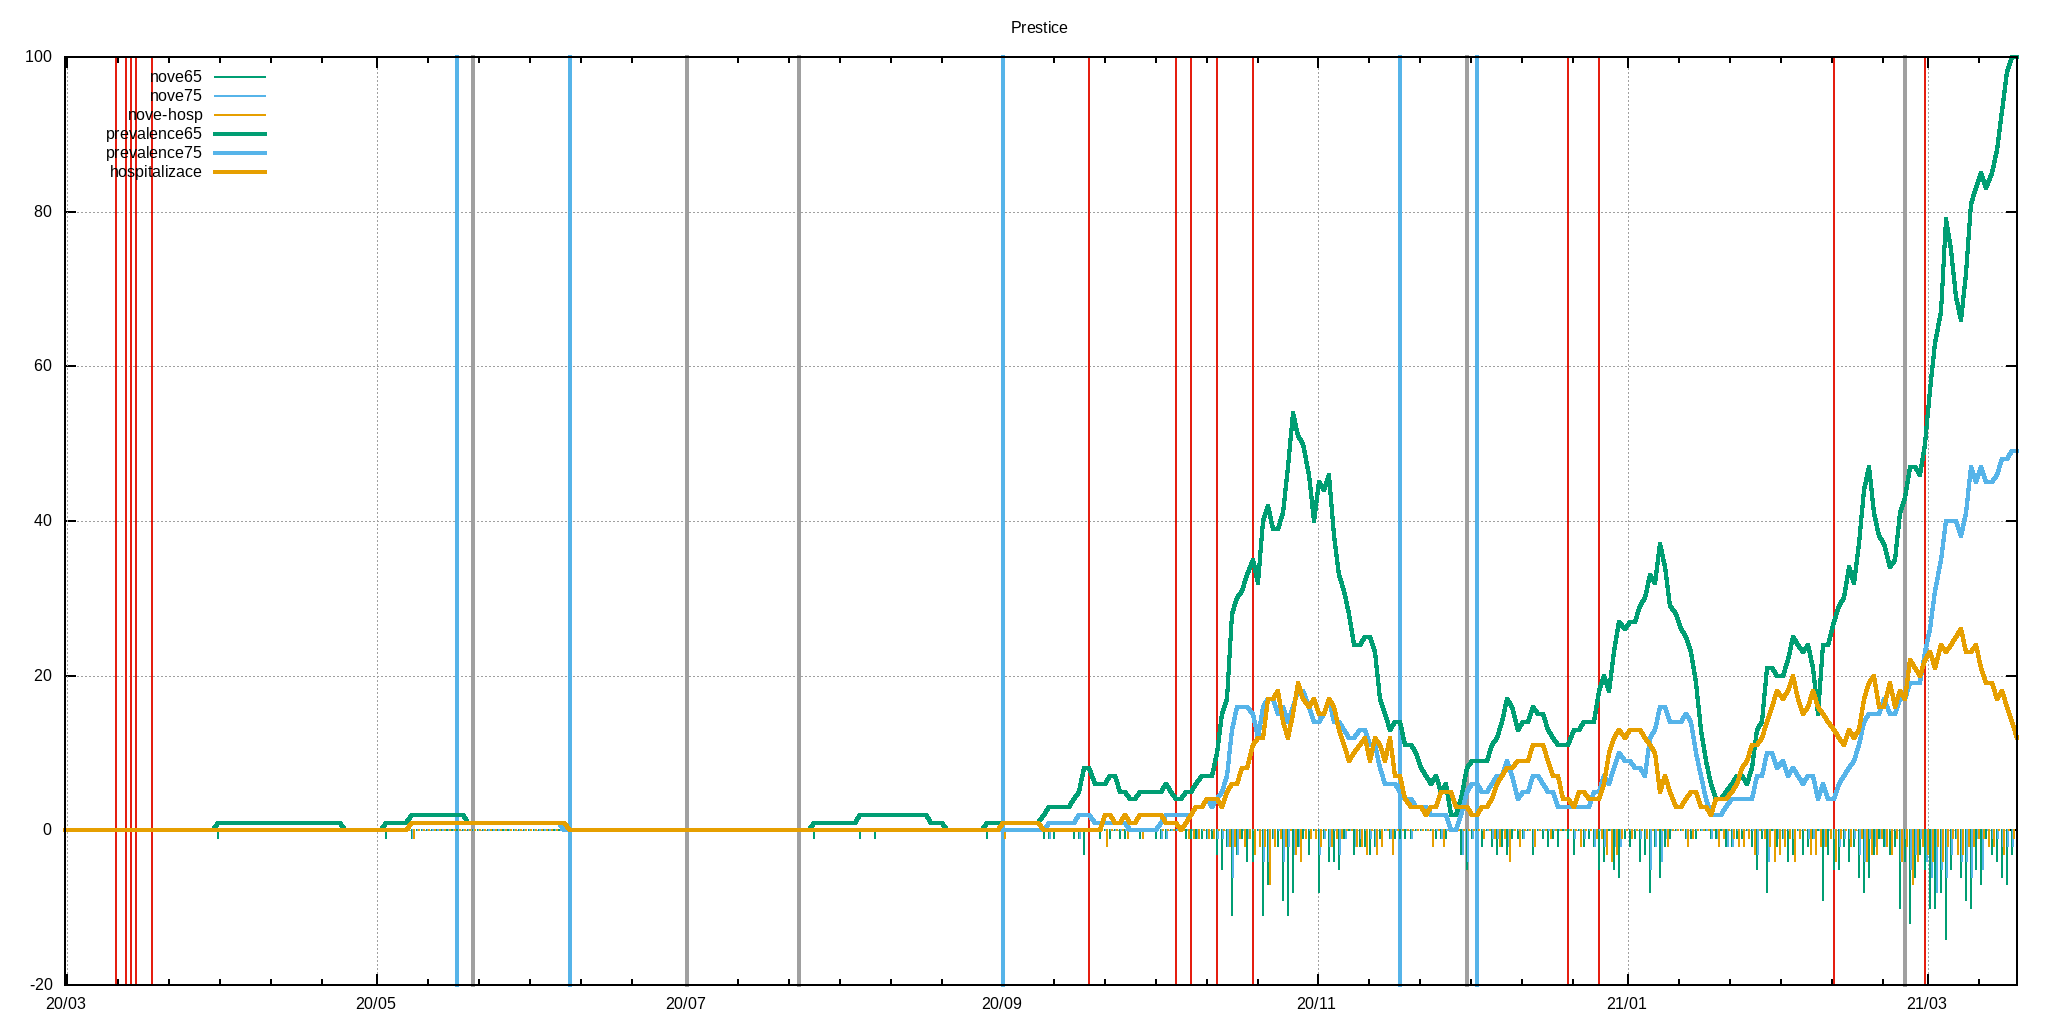 Prestice
100
nove65
nove75
nove-hosp
prevalence65
prevalence75
hospitalizace
80
60
40
20
0
-20
20/03 20/05 20/07 20/09 20/11 21/01 21/03